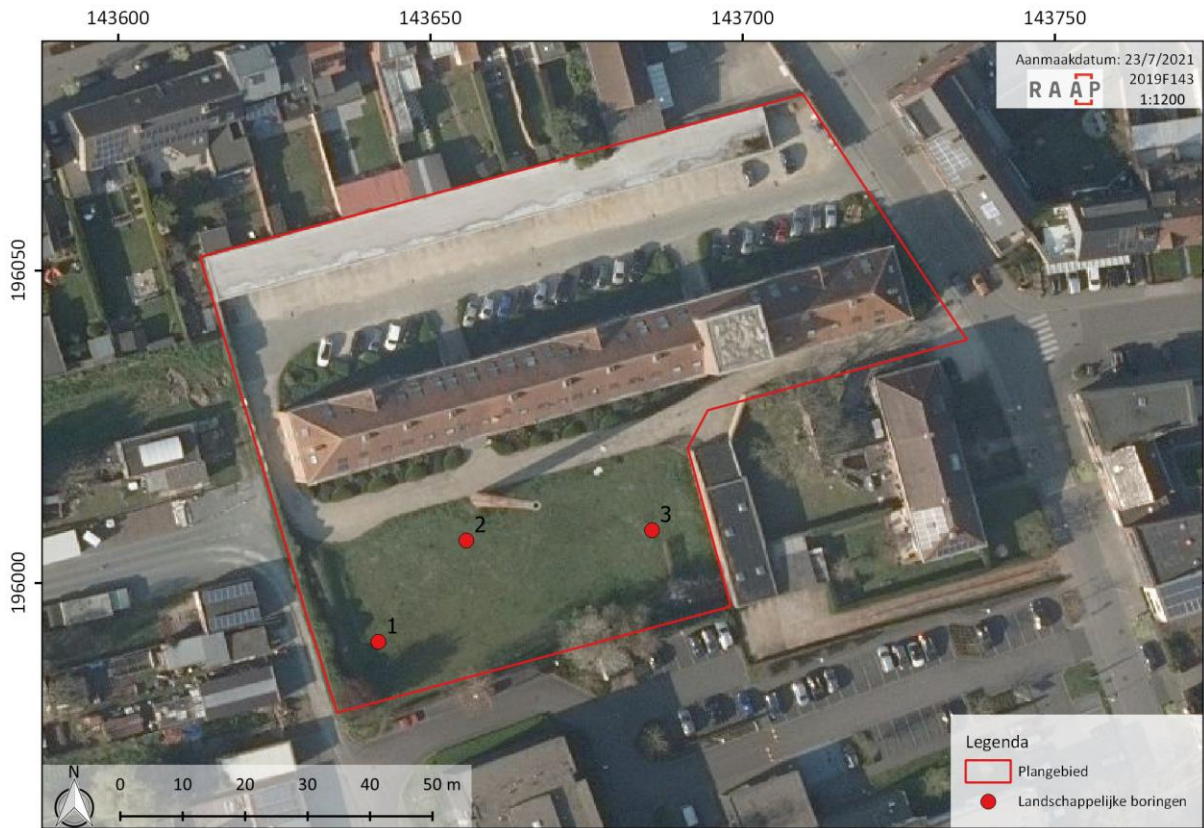 143600 143650 143700 143750
Aanmaakdatum: 23/7/2021
RAAP
2019F143
1:1200
196050
196000
2
3
1
N
0 10 20 30 40 50 m
Legenda
Plangebied
Landschappelijke boringen